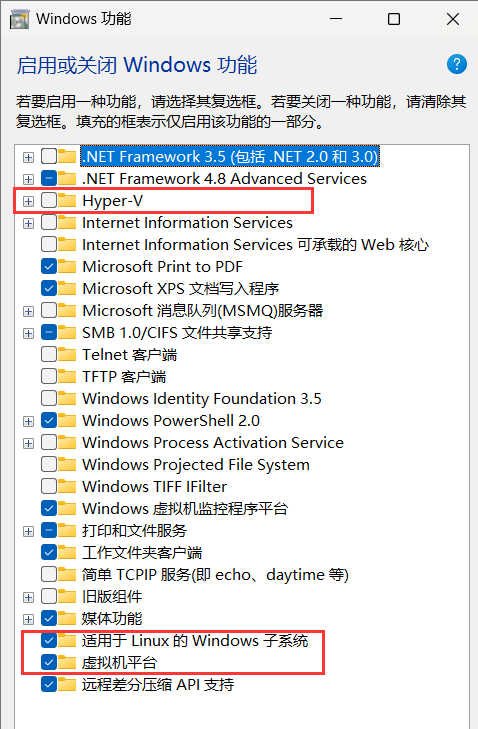 Windows 功能
启用或关闭 Windows 功能
?
若要启用一种功能，请选择其复选框。若要关闭一种功能，请清除其
复选框。填充的框表示仅启用该功能的一部分。
.NET Framework 3.5 (包括 .NET 2.0 和 3.0)
.NET Framework 4.8 Advanced Services
Hyper-V
Internet Information Services
Internet Information Services 可承载的 Web 核心
Microsoft Print to PDF
Microsoft XPS 文档写入程序
Microsoft 消息队列(MSMQ)服务器
SMB 1.0/CIFS 文件共享支持
Telnet 客户端
TFTP 客户端
Windows Identity Foundation 3.5
Windows PowerShell 2.0
Windows Process Activation Service
Windows Projected File System
Windows TIFF IFilter
Windows 虚拟机监控程序平台
打印和文件服务
工作文件夹客户端
简单 TCPIP 服务(即 echo、daytime 等)
旧版组件
媒体功能
适用于 Linux 的 Windows 子系统
虚拟机平台
远程差分压缩 API 支持